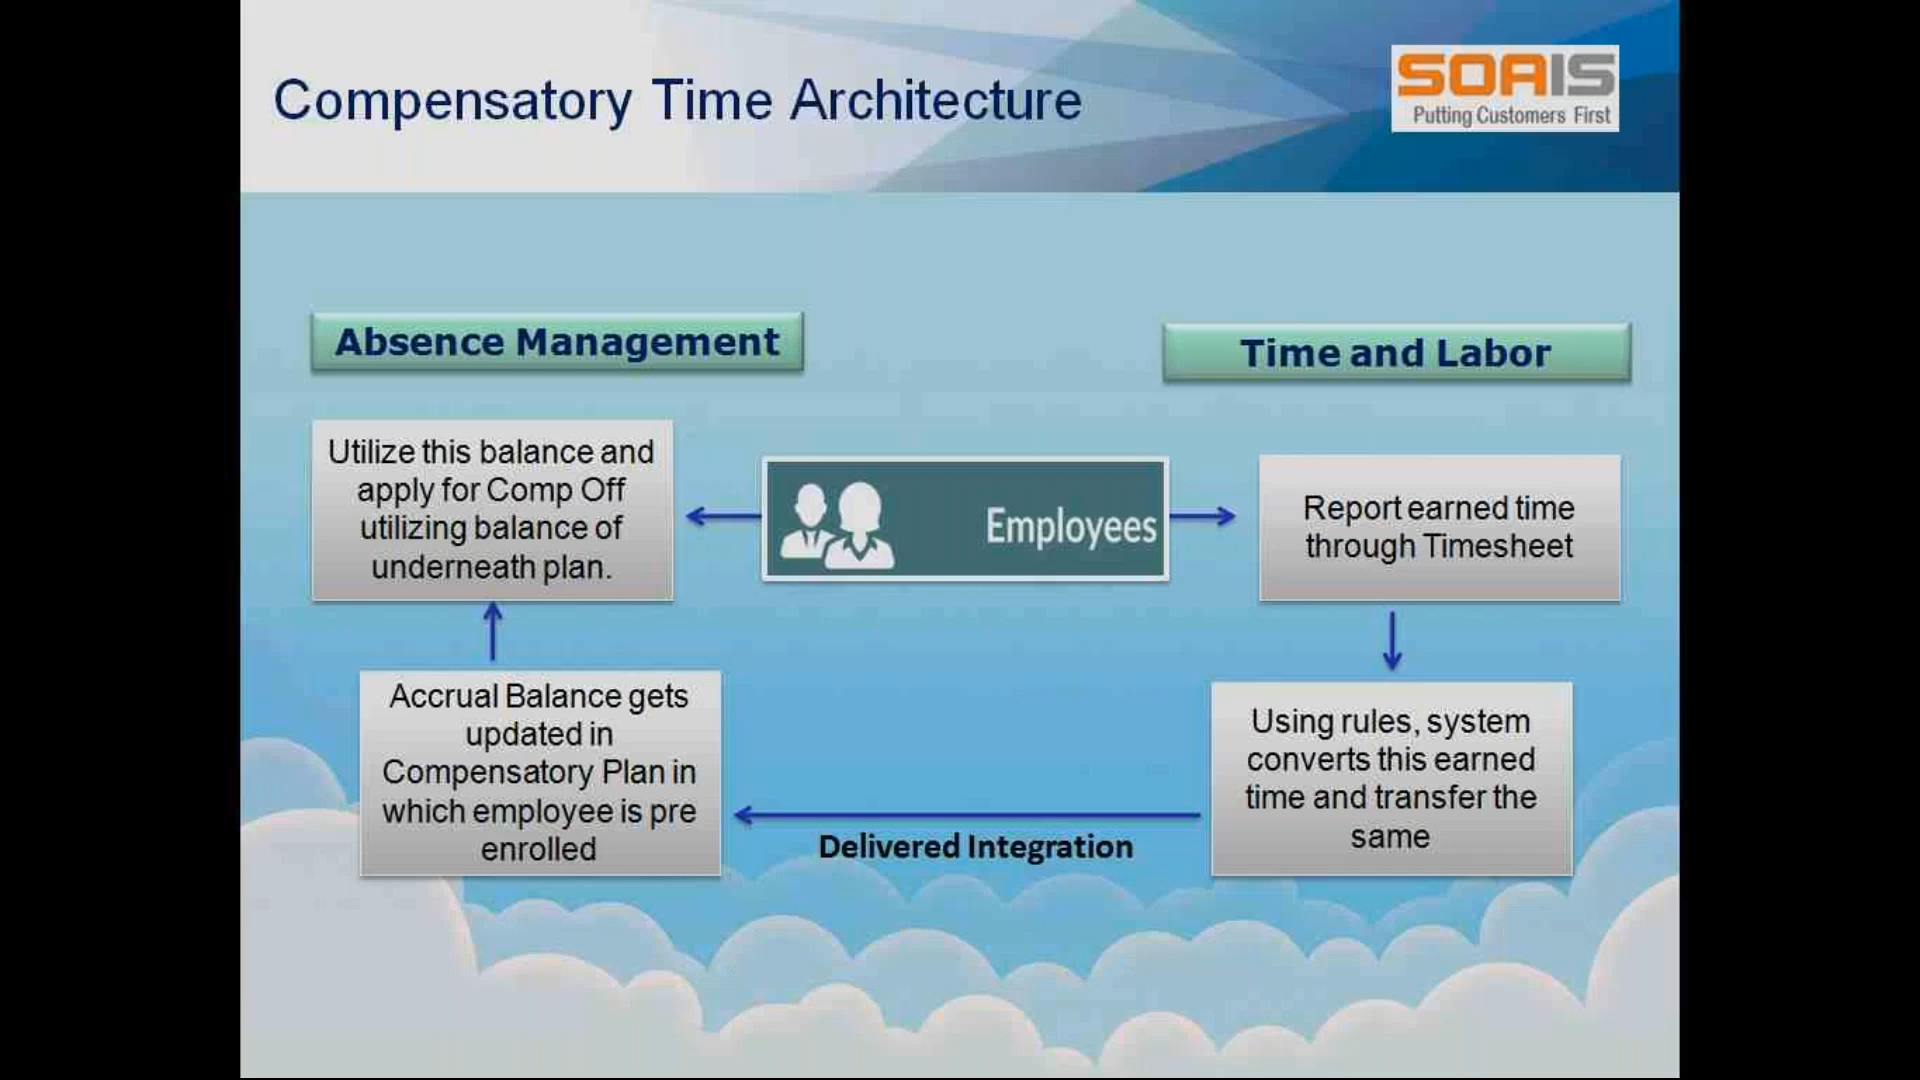 Compensatory Time Architecture
SOAIS
Putting Customers First
Absence Management
Time and Labor
Utilize this balance and
apply for Comp Off
utilizing balance of
underneath plan.
Employees
Report earned time
through Timesheet
Accrual Balance gets
updated in
Compensatory Plan in
which employee is pre
enrolled
Delivered Integration
Using rules, system
converts this earned
time and transfer the
same